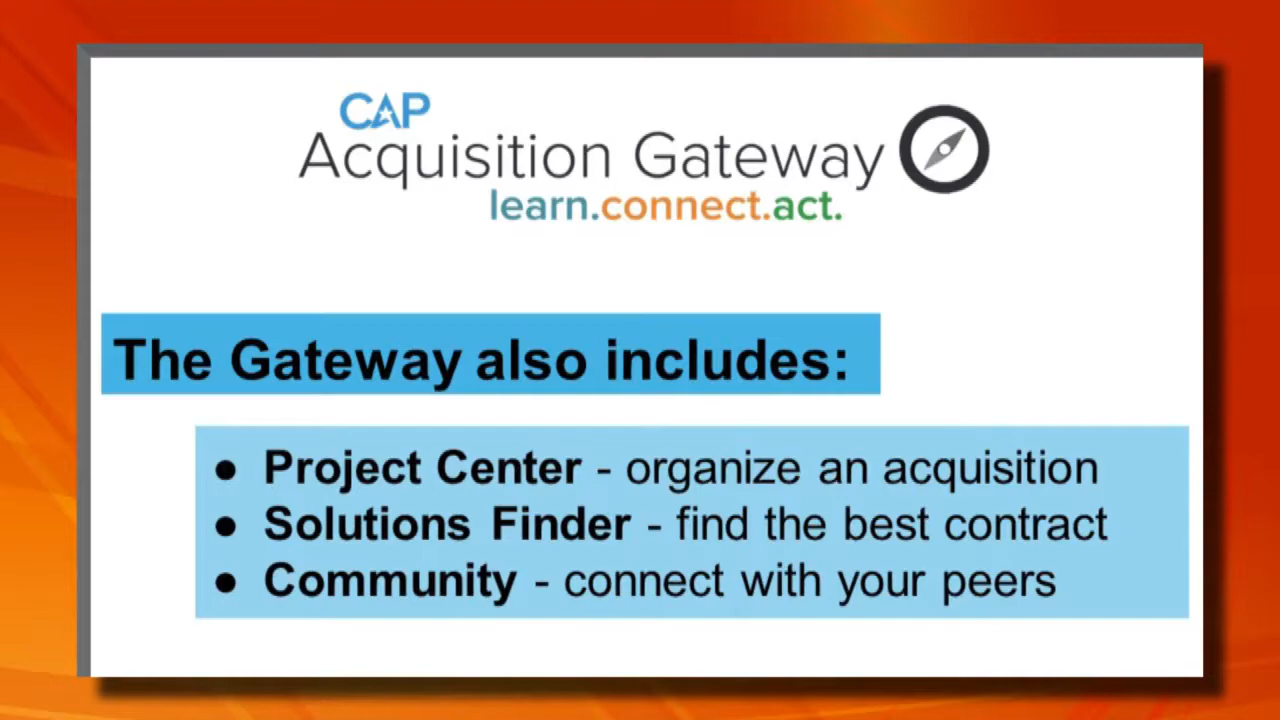 CAP
Acquisition Gateway
learn.connect.act.
The Gateway also includes:
● Project Center - organize an acquisition
● Solutions Finder - find the best contract
● Community - connect with your peers